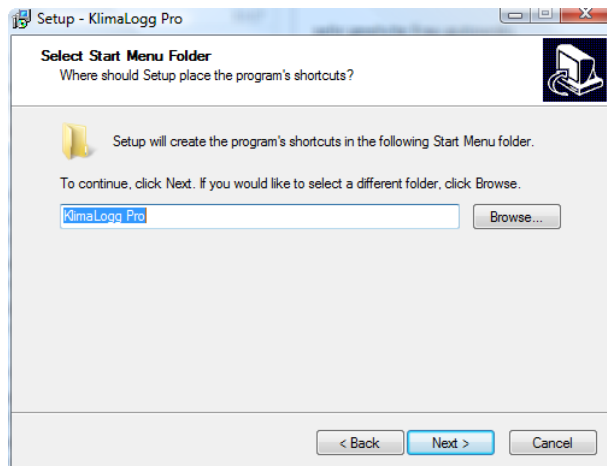 Setup - KlimaLogg Pro
Select Start Menu Folder
Where should Setup place the program's shortcuts?
Setup will create the program's shortcuts in the following Start Menu folder.
To continue, click Next. If you would like to select a different folder, click Browse.
KlimaLogg Pro
Browse...
< Back
Next >
Cancel